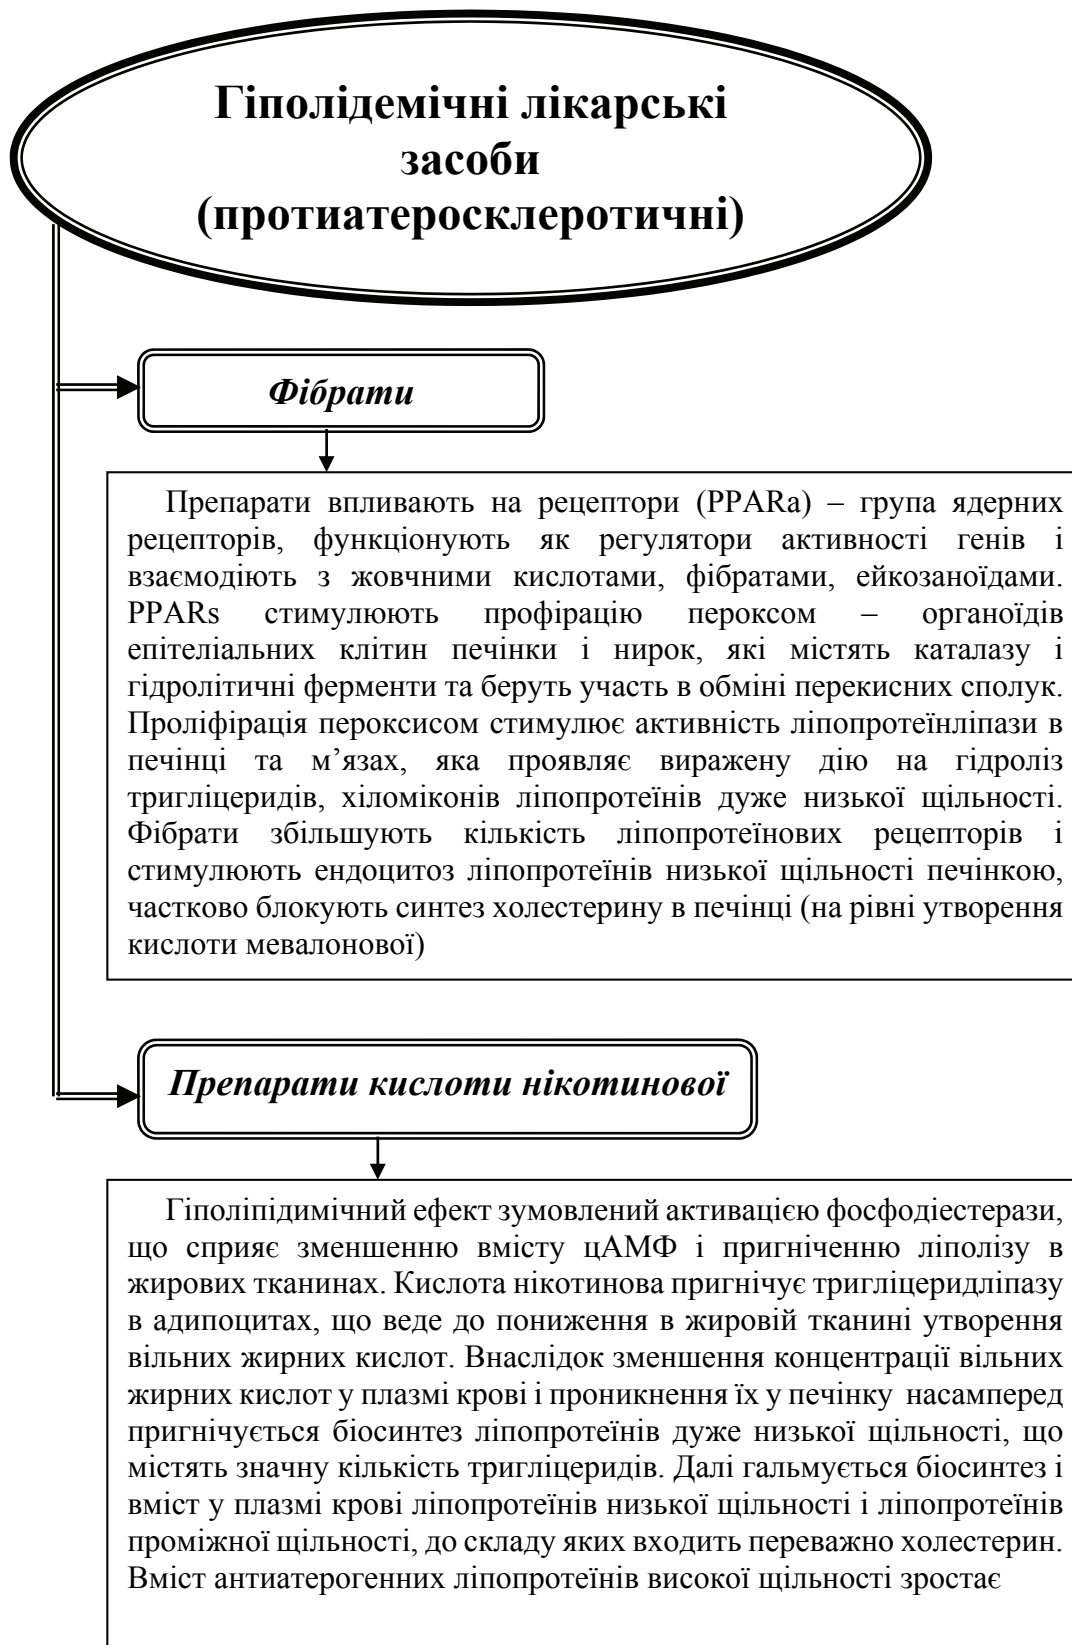 Гіполідемічні лікарські
засоби
(протиатеросклеротичні)
Фібрати
Препарати впливають на рецептори (PPARa) – група ядерних
рецепторів, функціонують як регулятори активності генів і
взаємодіють з жовчними кислотами, фібратами, ейкозаноїдами.
PPARs стимулюють профірацію пероксом – органоїдів
епітеліальних клітин печінки і нирок, які містять каталазу і
гідролітичні ферменти та беруть участь в обміні перекисних сполук.
Проліфірація пероксисом стимулює активність ліпопротеїнліпази в
печінці та м’язах, яка проявляє виражену дію на гідроліз
тригліцеридів, хіломіконів ліпопротеїнів дуже низької щільності.
Фібрати збільшують кількість ліпопротеїнових рецепторів і
стимулюють ендоцитоз ліпопротеїнів низької щільності печінкою,
частково блокують синтез холестерину в печінці (на рівні утворення
кислоти мевалонової)
Препарати кислоти нікотинової
Гіполіпідимічний ефект зумовлений активацією фосфодіестерази,
що сприяє зменшенню вмісту цАМФ і пригніченню ліполізу в
жирових тканинах. Кислота нікотинова пригнічує тригліцеридліпазу
в адипоцитах, що веде до пониження в жировій тканині утворення
вільних жирних кислот. Внаслідок зменшення концентрації вільних
жирних кислот у плазмі крові і проникнення їх у печінку насамперед
пригнічується біосинтез ліпопротеїнів дуже низької щільності, що
містять значну кількість тригліцеридів. Далі гальмується біосинтез і
вміст у плазмі крові ліпопротеїнів низької щільності і ліпопротеїнів
проміжної щільності, до складу яких входить переважно холестерин.
Вміст антиатерогенних ліпопротеїнів високої щільності зростає